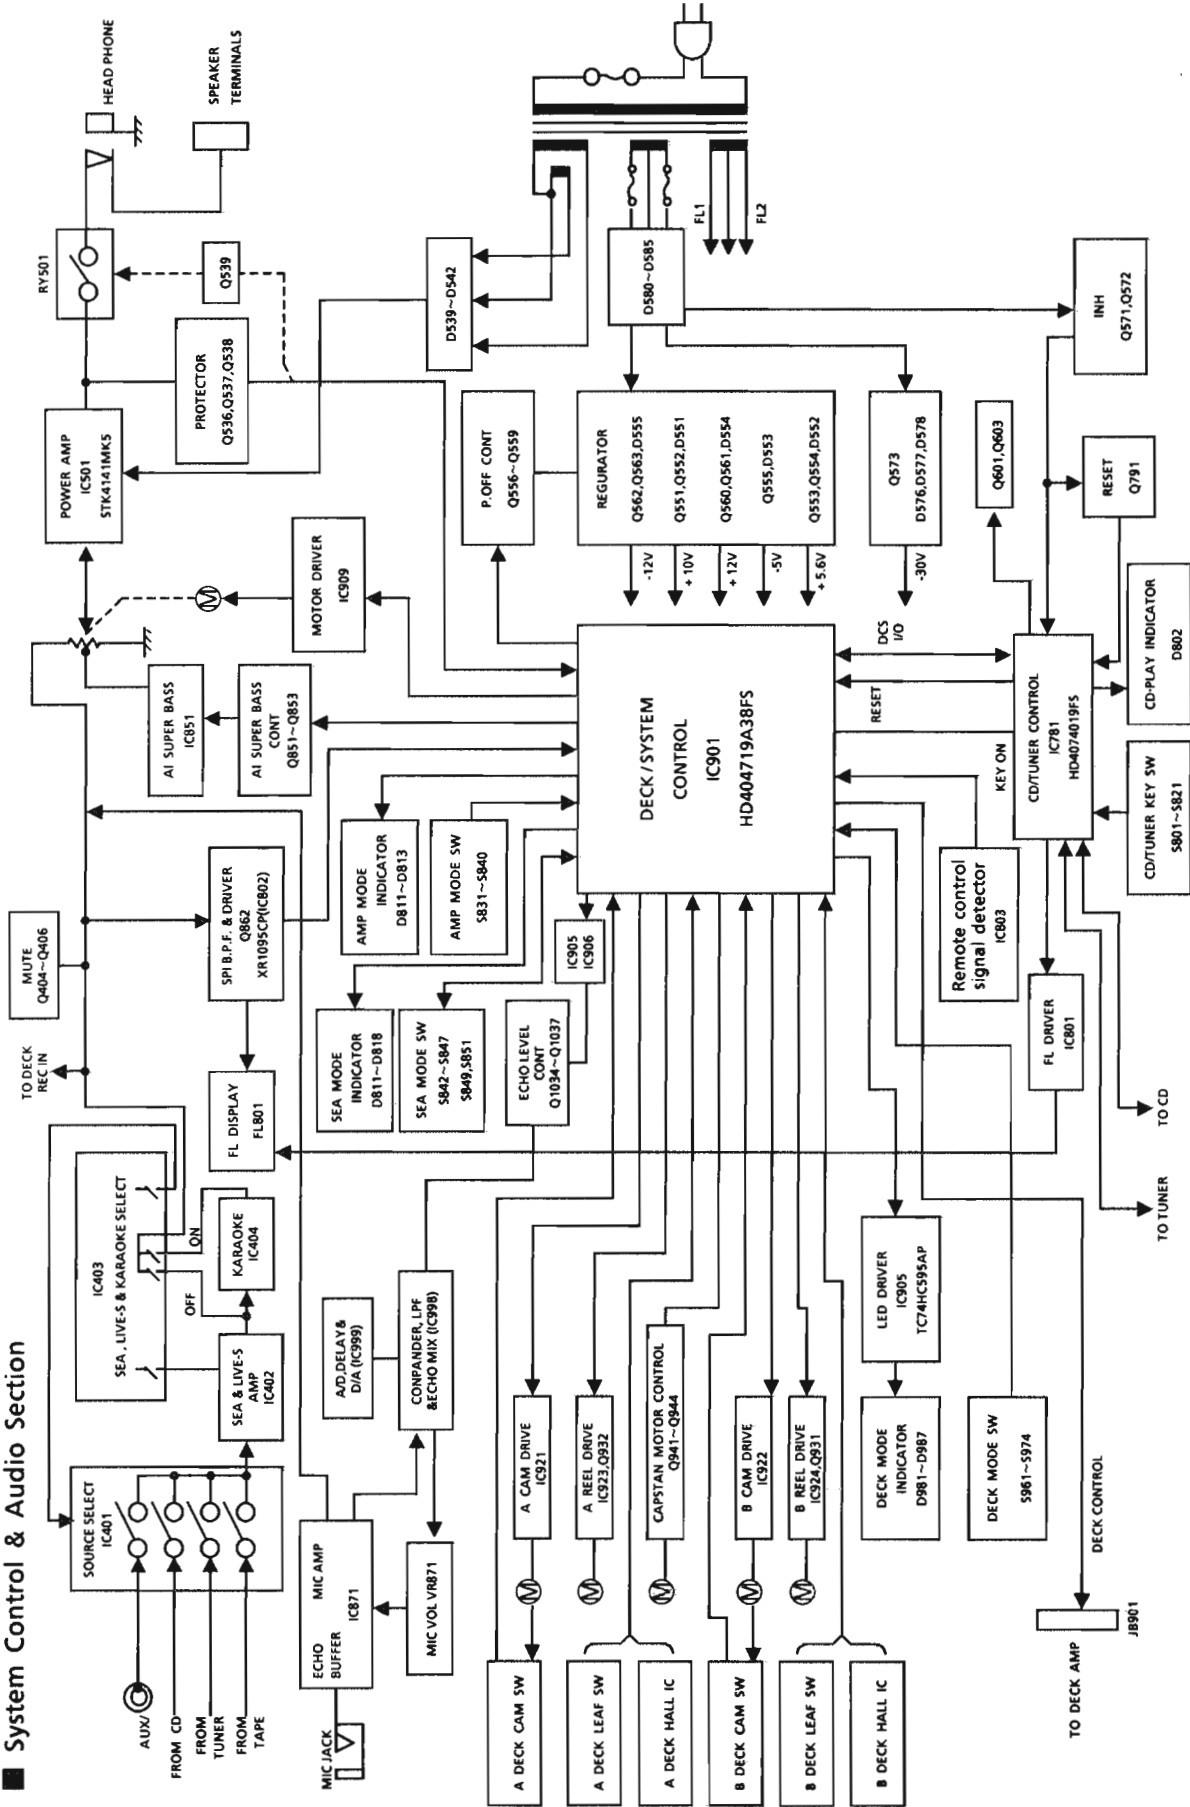 ■ System Control & Audio Section
AUX/
FROM CD
FROM
TUNER
FROM
TAPE
SOURCE SELECT
IC401
IC403
SEA , LIVE-S & KARAOKE SELECT
SEA & LIVE-S
AMP
IC402
OFF
ON
KARAOKE
IC404
TO DECK
REC IN
MUTE
Q404~Q406
FL DISPLAY
FL801
SPI B.P.F. & DRIVER
Q862
XR1095CP(IC802)
AI SUPER BASS
IC851
AI SUPER BASS
CONT
Q851~Q853
M
MOTOR DRIVER
IC909
POWER AMP
IC501
STK4141MK5
PROTECTOR
Q536,Q537,Q538
RY501
Q539
HEAD PHONE
SPEAKER
TERMINALS
MIC JACK
ECHO
BUFFER
MIC AMP
IC871
MIC VOL VR871
A/D,DELAY&
D/A (IC999)
CONPANDER, LPF
&ECHO MIX (IC998)
SEA MODE
INDICATOR
D811~D818
SEA MODE SW
S842~S847
S849,S851
AMP MODE
INDICATOR
D811~D813
AMP MODE SW
S831~S840
ECHO LEVEL
CONT
Q1034~Q1037
IC905
IC906
D539~D542
P.OFF CONT
Q556~Q559
REGURATOR
Q562,Q563,D555
Q551,Q552,D551
Q560,Q561,D554
Q555,D553
Q553,Q554,D552
-12V
+10V
+12V
-5V
+5.6V
D580~D585
FL1
FL2
Q573
D576,D577,D578
-30V
INH
Q571,Q572
DECK/SYSTEM
CONTROL
IC901
HD404719A38FS
DCS
I/O
RESET
KEY ON
CD/TUNER CONTROL
IC781
HD4074019FS
Q601,Q603
RESET
Q791
CD-PLAY INDICATOR
D802
CD/TUNER KEY SW
S801~S821
Remote control
signal detector
IC803
FL DRIVER
IC801
TO CD
TO TUNER
A DECK CAM SW
M
A CAM DRIVE
IC921
A DECK LEAF SW
M
A REEL DRIVE
IC923,Q932
A DECK HALL IC
M
CAPSTAN MOTOR CONTROL
Q941~Q944
B DECK CAM SW
M
B CAM DRIVE
IC922
B DECK LEAF SW
M
B REEL DRIVE
IC924,Q931
B DECK HALL IC
LED DRIVER
IC905
TC74HC595AP
DECK MODE
INDICATOR
D981~D987
DECK MODE SW
S961~S974
DECK CONTROL
JB901
TO DECK AMP